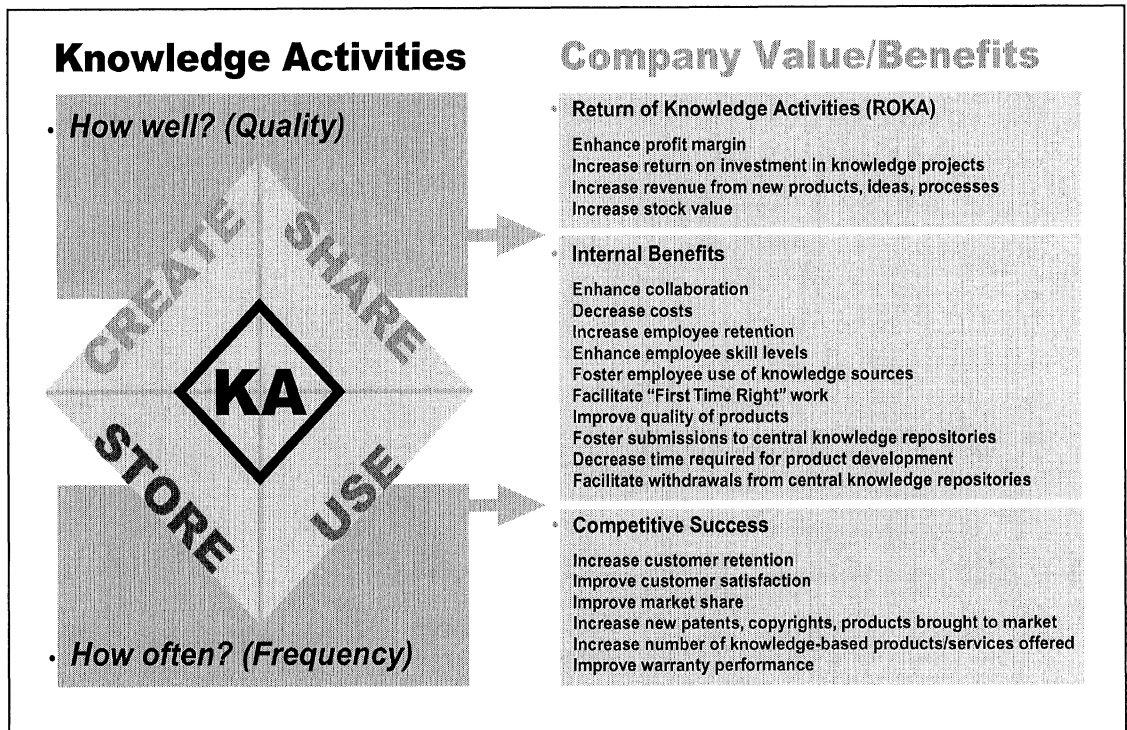 Knowledge Activities
• How well? (Quality)
CREATE
SHARE
KA
STORE
USE
• How often? (Frequency)
Company Value/Benefits
• Return of Knowledge Activities (ROKA)
Enhance profit margin
Increase return on investment in knowledge projects
Increase revenue from new products, ideas, processes
Increase stock value
• Internal Benefits
Enhance collaboration
Decrease costs
Increase employee retention
Enhance employee skill levels
Foster employee use of knowledge sources
Facilitate “First Time Right” work
Improve quality of products
Foster submissions to central knowledge repositories
Decrease time required for product development
Facilitate withdrawals from central knowledge repositories
• Competitive Success
Increase customer retention
Improve customer satisfaction
Improve market share
Increase new patents, copyrights, products brought to market
Increase number of knowledge-based products/services offered
Improve warranty performance